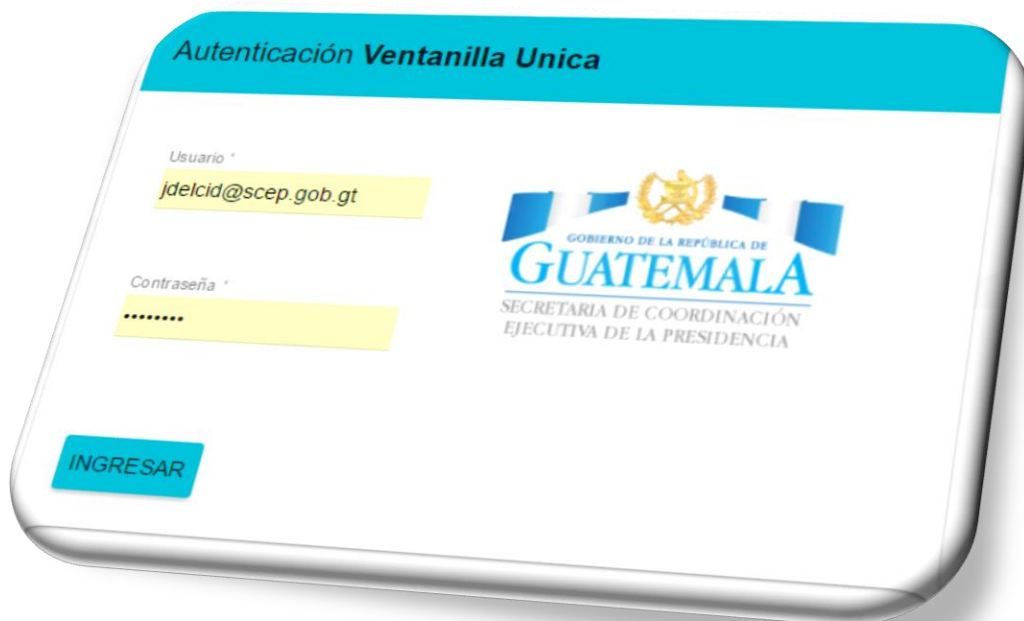 Autenticación Ventanilla Unica
Usuario *
jdelcid@scep.gob.gt
Contraseña *
••••••••
INGRESAR
GOBIERNO DE LA REPÚBLICA DE
GUATEMALA
SECRETARIA DE COORDINACIÓN
EJECUTIVA DE LA PRESIDENCIA